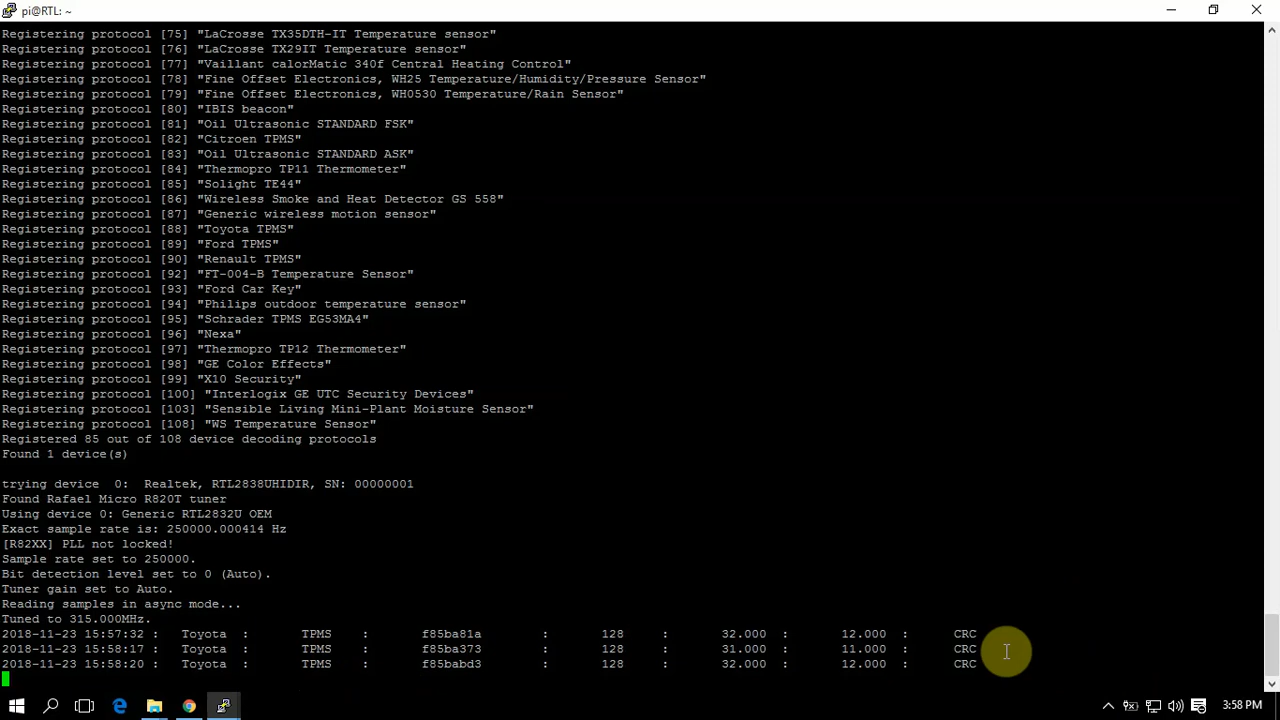 pi@RTL: ~
Registering protocol [75] "LaCrosse TX35DTH-IT Temperature sensor"
Registering protocol [76] "LaCrosse TX29IT Temperature sensor"
Registering protocol [77] "Vaillant calorMatic 340f Central Heating Control"
Registering protocol [78] "Fine Offset Electronics, WH25 Temperature/Humidity/Pressure Sensor"
Registering protocol [79] "Fine Offset Electronics, WH0530 Temperature/Rain Sensor"
Registering protocol [80] "IBIS beacon"
Registering protocol [81] "Oil Ultrasonic STANDARD FSK"
Registering protocol [82] "Citroen TPMS"
Registering protocol [83] "Oil Ultrasonic STANDARD ASK"
Registering protocol [84] "Thermopro TP11 Thermometer"
Registering protocol [85] "Solight TE44"
Registering protocol [86] "Wireless Smoke and Heat Detector GS 558"
Registering protocol [87] "Generic wireless motion sensor"
Registering protocol [88] "Toyota TPMS"
Registering protocol [89] "Ford TPMS"
Registering protocol [90] "Renault TPMS"
Registering protocol [92] "FT-004-B Temperature Sensor"
Registering protocol [93] "Ford Car Key"
Registering protocol [94] "Philips outdoor temperature sensor"
Registering protocol [95] "Schrader TPMS EG53MA4"
Registering protocol [96] "Nexa"
Registering protocol [97] "Thermopro TP12 Thermometer"
Registering protocol [98] "GE Color Effects"
Registering protocol [99] "X10 Security"
Registering protocol [100] "Interlogix GE UTC Security Devices"
Registering protocol [103] "Sensible Living Mini-Plant Moisture Sensor"
Registering protocol [108] "WS Temperature Sensor"
Registered 85 out of 108 device decoding protocols
Found 1 device(s)
trying device 0: Realtek, RTL2838UHIDIR, SN: 00000001
Found Rafael Micro R820T tuner
Using device 0: Generic RTL2832U OEM
Exact sample rate is: 250000.000414 Hz
[R82XX] PLL not locked!
Sample rate set to 250000.
Bit detection level set to 0 (Auto).
Tuner gain set to Auto.
Reading samples in async mode...
Tuned to 315.000MHz.
2018-11-23 15:57:32 : Toyota : TPMS : f85ba81a : 128 : 32.000 : 12.000 : CRC
2018-11-23 15:58:17 : Toyota : TPMS : f85ba373 : 128 : 31.000 : 11.000 : CRC
2018-11-23 15:58:20 : Toyota : TPMS : f85babd3 : 128 : 32.000 : 12.000 : CRC
3:58 PM